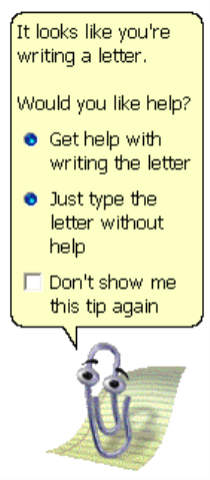 It looks like you're
writing a letter.
Would you like help?
Get help with
writing the letter
Just type the
letter without
help
Don't show me
this tip again